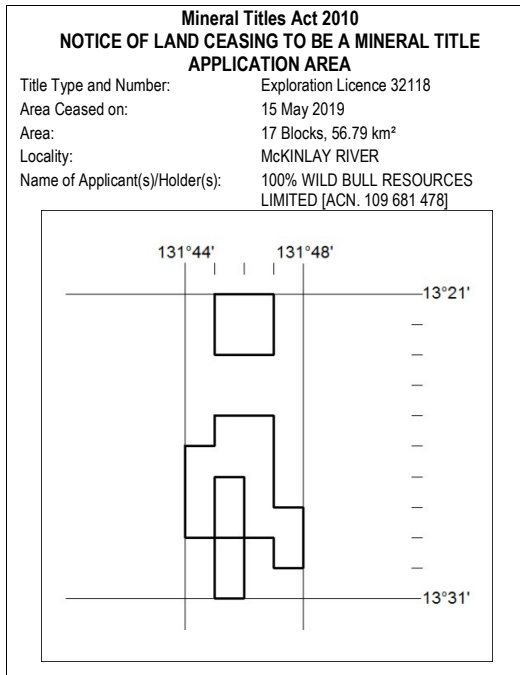 Mineral Titles Act 2010
NOTICE OF LAND CEASING TO BE A MINERAL TITLE
APPLICATION AREA
Title Type and Number: Exploration Licence 32118
Area Ceased on: 15 May 2019
Area: 17 Blocks, 56.79 km²
Locality: McKINLAY RIVER
Name of Applicant(s)/Holder(s): 100% WILD BULL RESOURCES
LIMITED [ACN. 109 681 478]
131°44' 131°48'
13°21'
13°31'